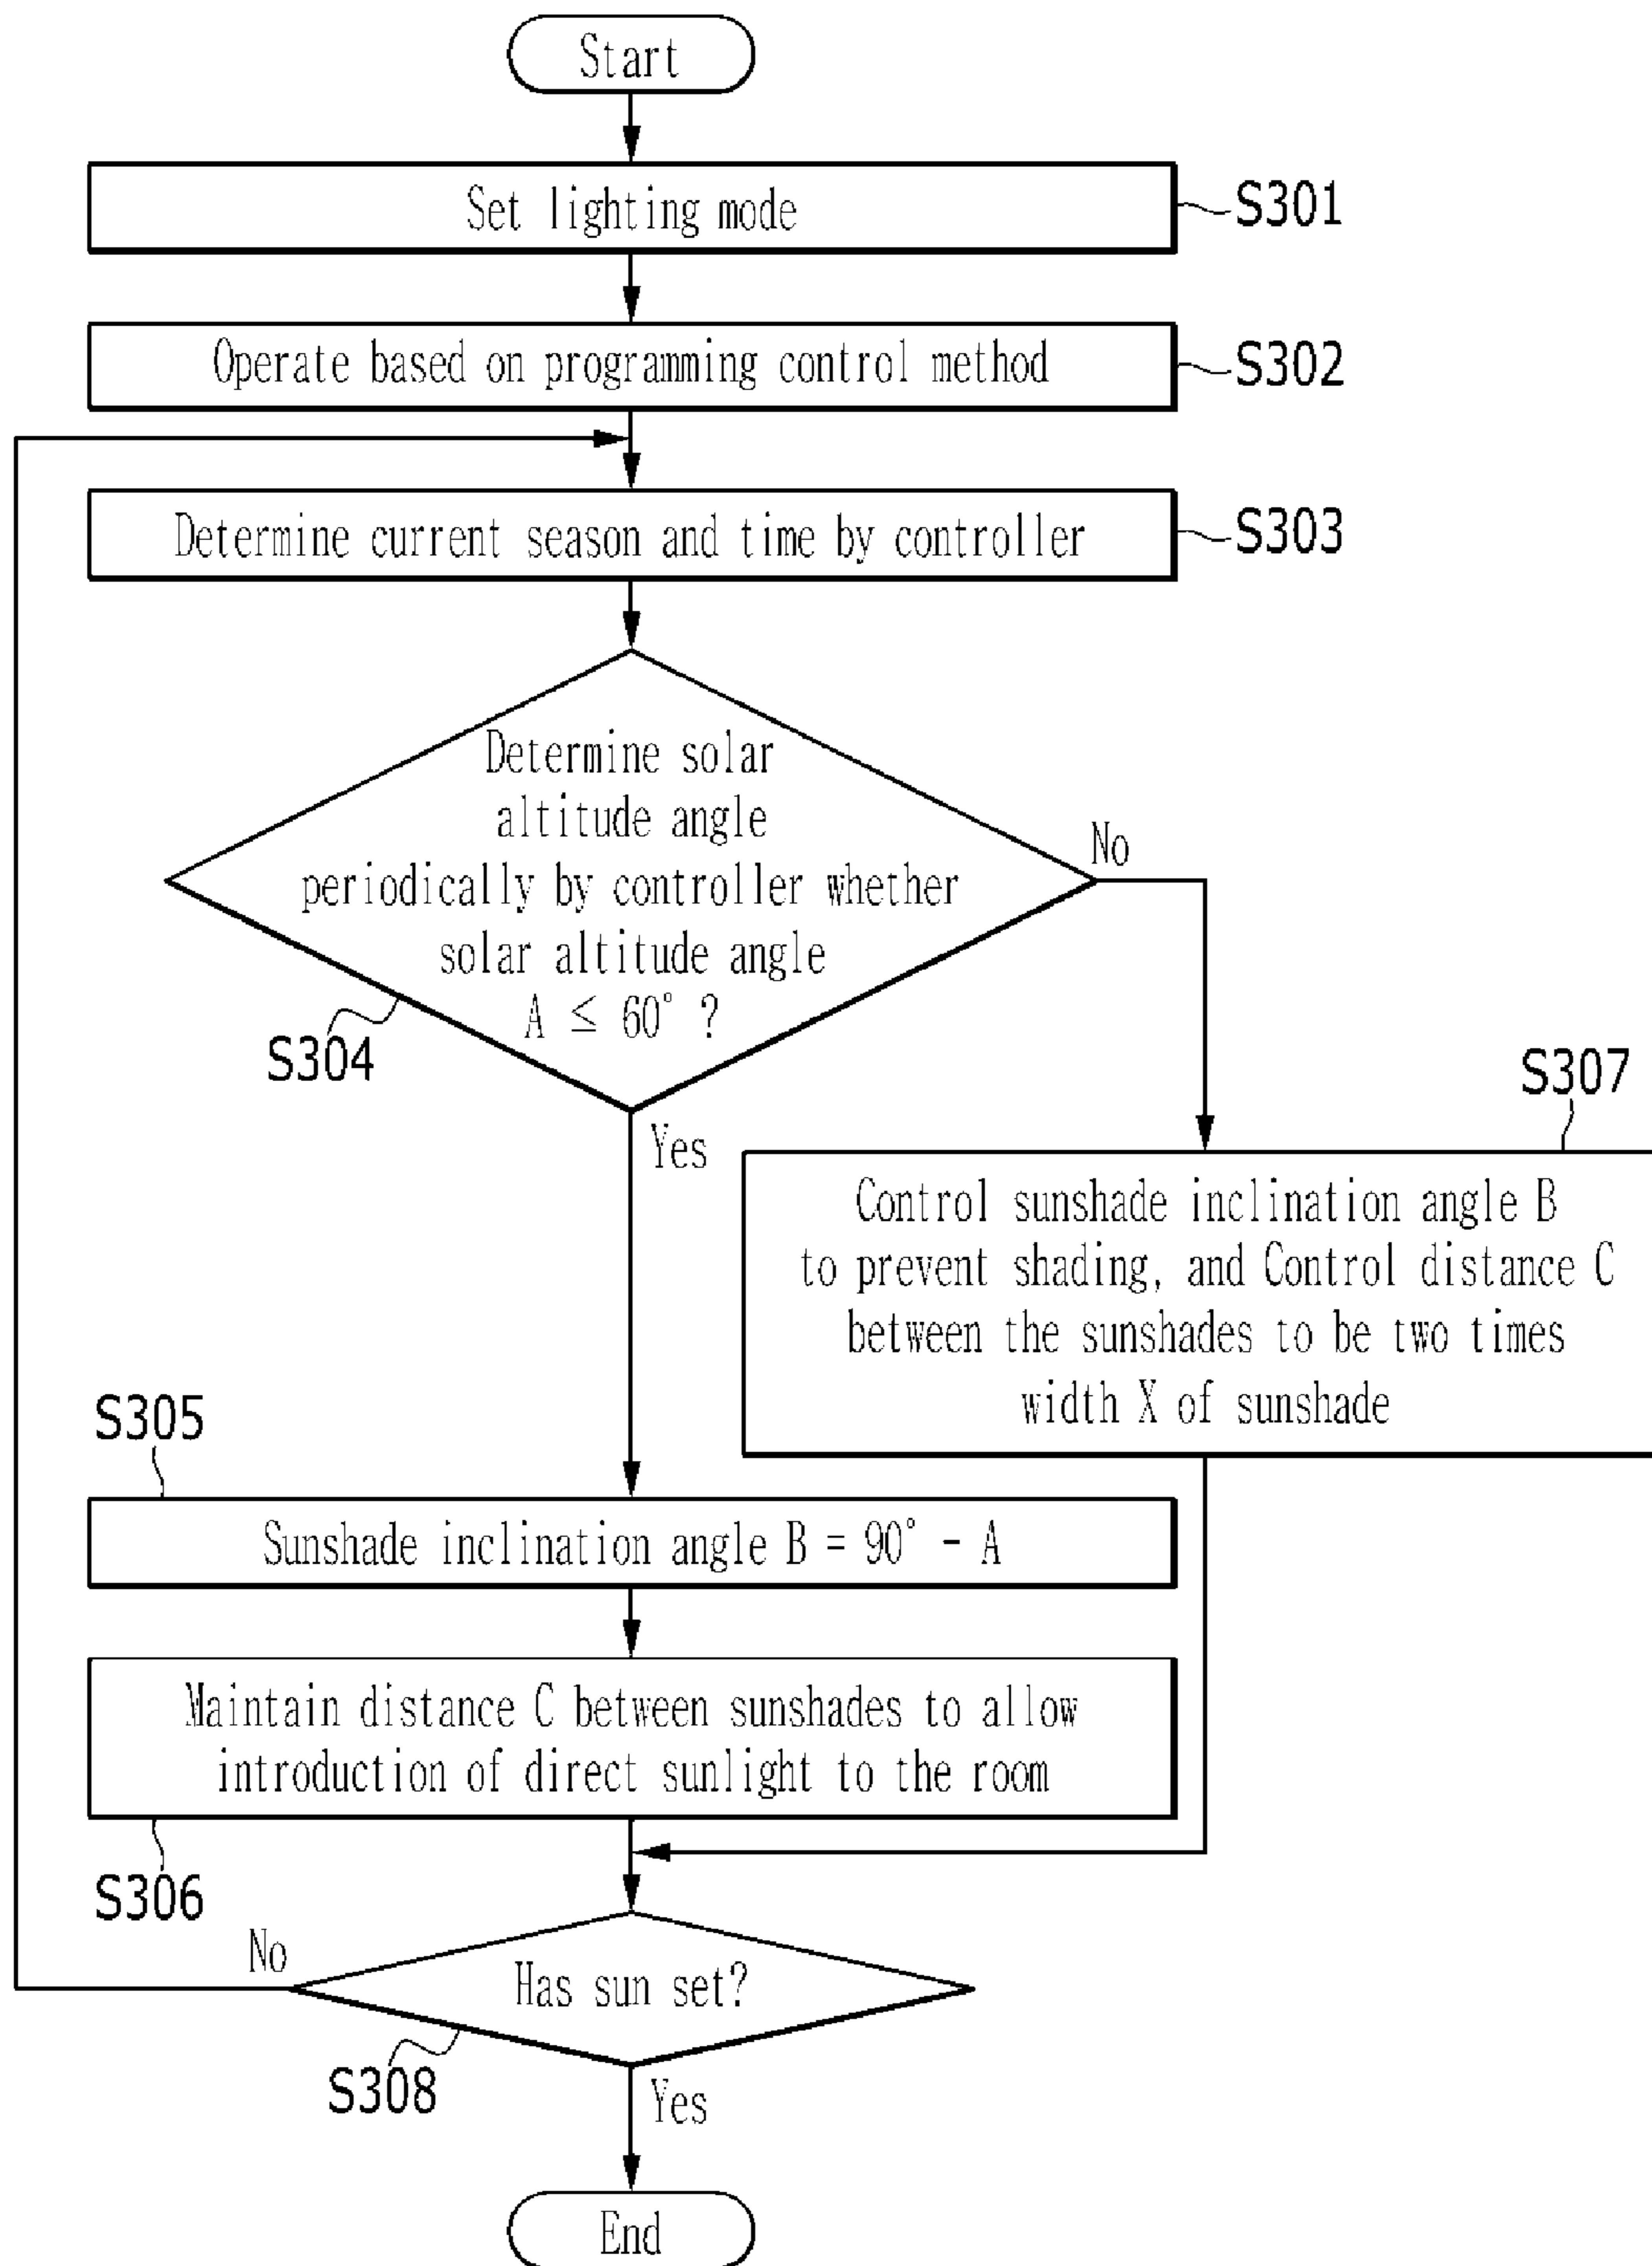 Start
Set lighting mode
S301
Operate based on programming control method
S302
Determine current season and time by controller
S303
Determine solar
altitude angle
periodically by controller whether
solar altitude angle
A ≤ 60° ?
S304
No
Yes
S307
Control sunshade inclination angle B
to prevent shading, and Control distance C
between the sunshades to be two times
width X of sunshade
S305
Sunshade inclination angle B = 90° - A
Maintain distance C between sunshades to allow
introduction of direct sunlight to the room
S306
No
Has sun set?
S308
Yes
End